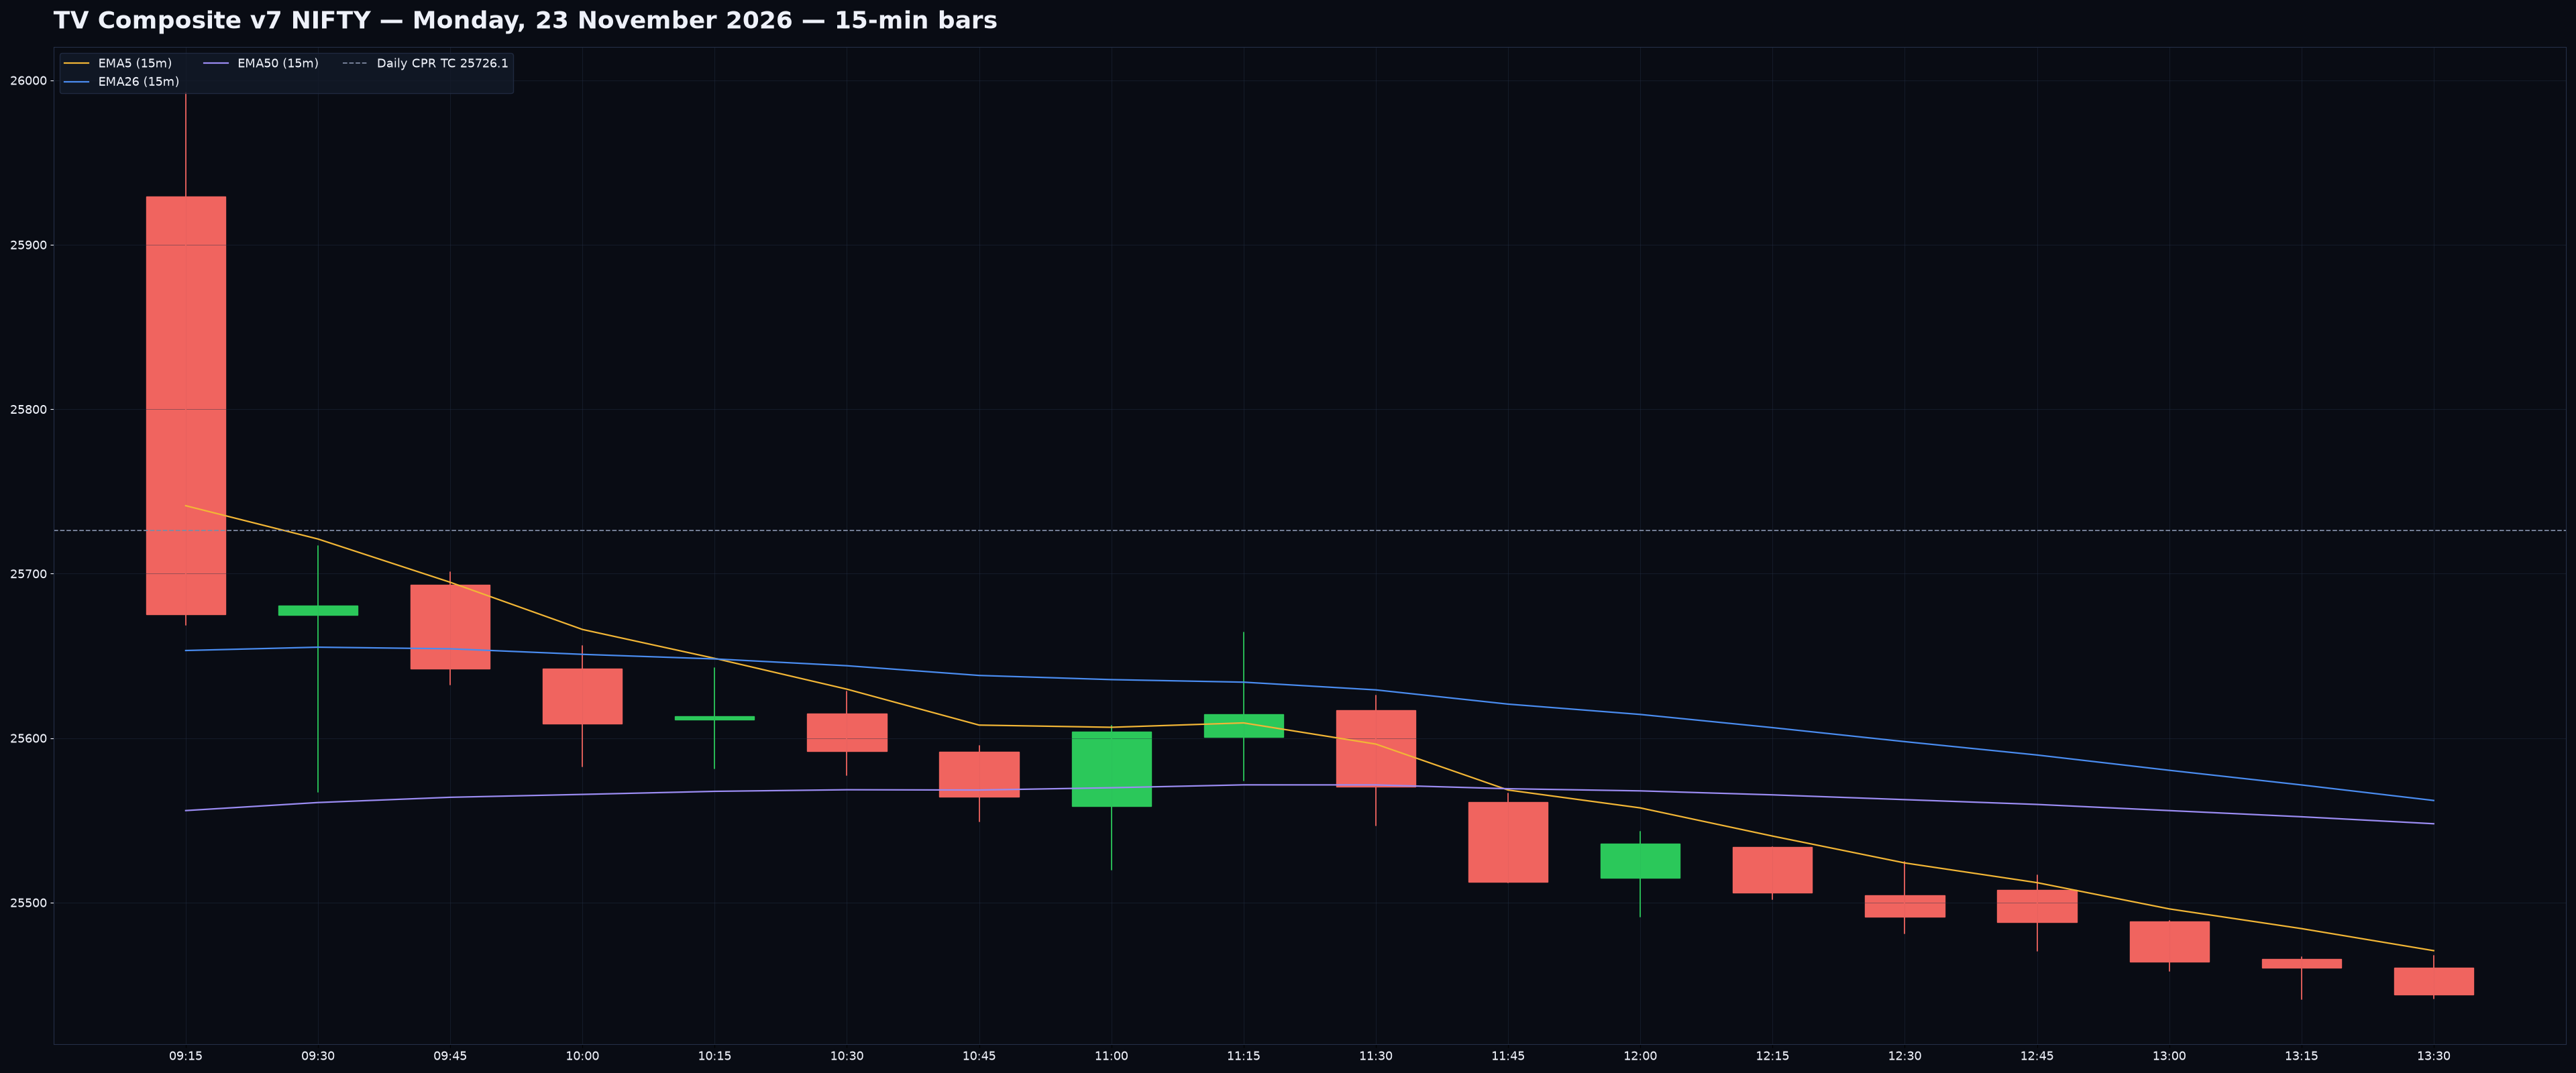 TV Composite v7 NIFTY — Monday, 23 November 2026 — 15-min bars
EMA5 (15m) EMA50 (15m) Daily CPR TC 25726.1
EMA26 (15m)
26000
25900
25800
25700
25600
25500
09:15 09:30 09:45 10:00 10:15 10:30 10:45 11:00 11:15 11:30 11:45 12:00 12:15 12:30 12:45 13:00 13:15 13:30